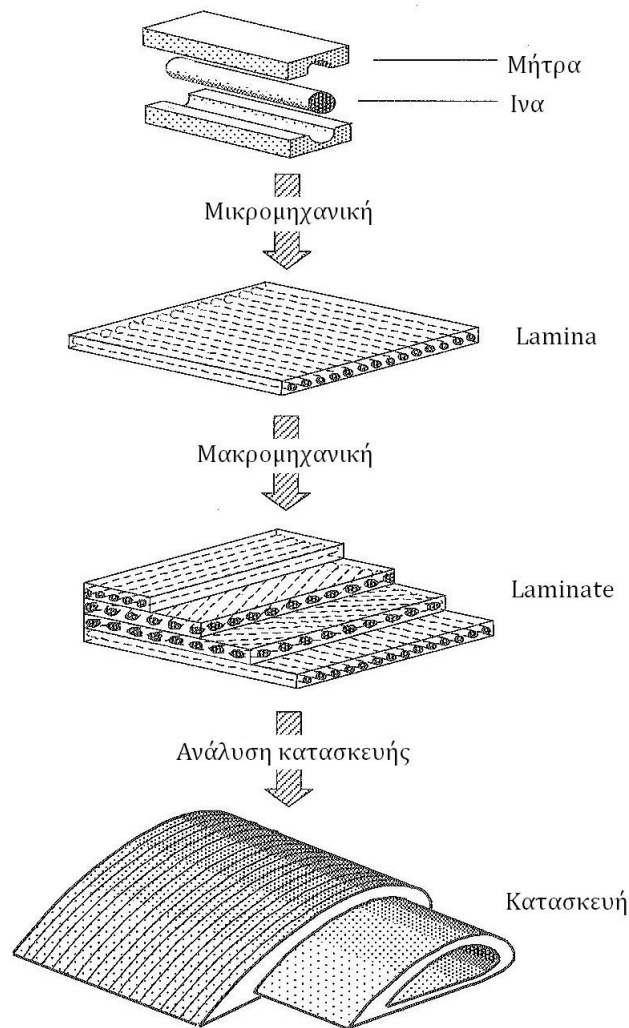 Μήτρα
Ινα
Μικρομηχανική
Lamina
Μακρομηχανική
Laminate
Ανάλυση κατασκευής
Κατασκευή